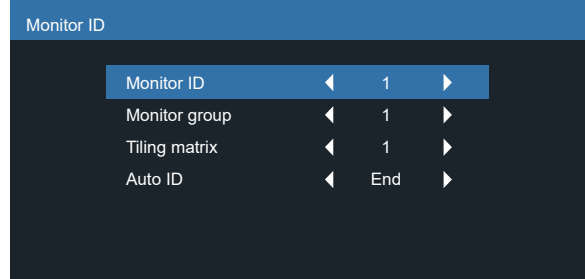 Monitor ID
Monitor ID 1
Monitor group 1
Tiling matrix 1
Auto ID End